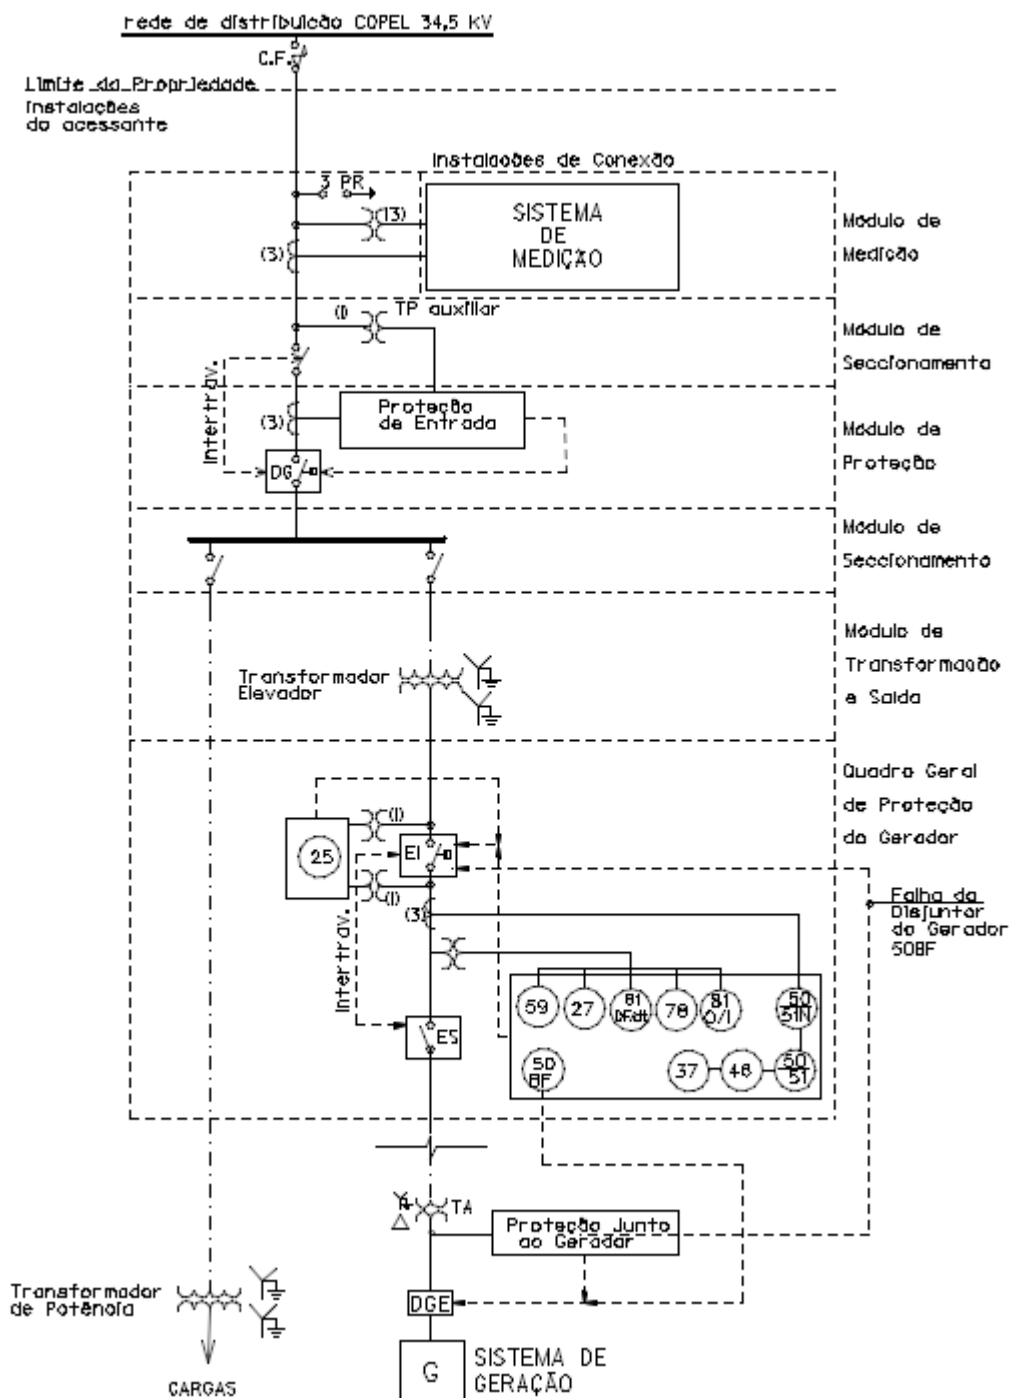 rede de distribuição COPEL 34,5 KV
C.F.
Limite da Propriedade
Instalações
do acessante
Instalações de Conexão
3 PR
(3)
SISTEMA
DE
MEDIÇÃO
(3)
Módulo de
Medição
(1)
TP auxiliar
Módulo de
Seccionamento
Intertrav.
(3)
Proteção
de Entrada
Módulo de
Proteção
DG
Módulo de
Seccionamento
Transformador
Elevador
Módulo de
Transformação
e Saída
Quadro Geral
de Proteção
do Gerador
(1)
25
EI
(1)
(3)
Intertrav.
Falha do
Disjuntor
do Gerador
50BF
59
27
81
DF/dt
78
81
O/I
50
51N
ES
50
BF
37
46
50
51
TA
Proteção Junto
ao Gerador
Transformador
de Potência
DGE
G
SISTEMA DE
GERAÇÃO
CARGAS